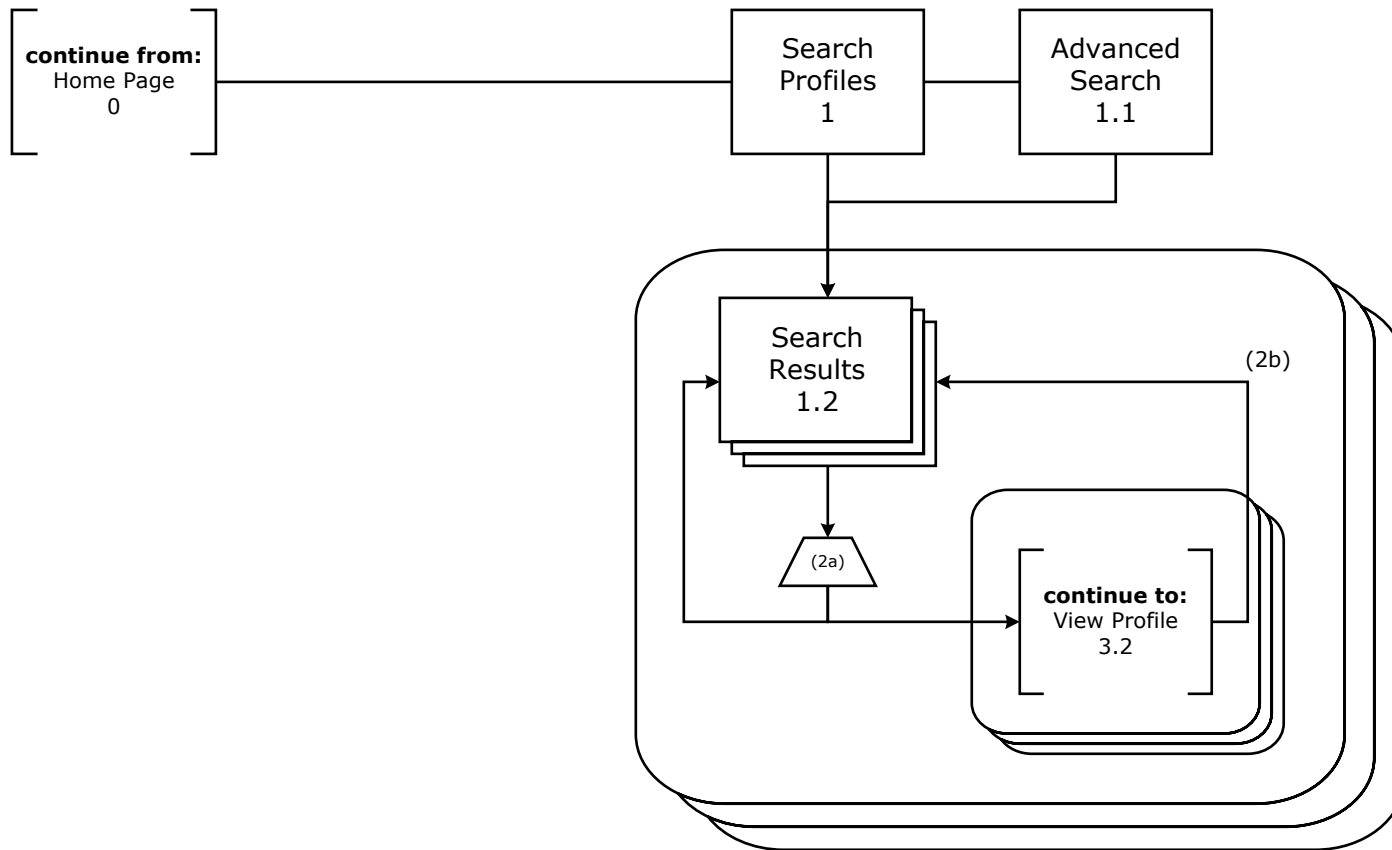 continue from:
Home Page
0
Search
Profiles
1
Advanced
Search
1.1
Search
Results
1.2
(2b)
(2a)
continue to:
View Profile
3.2